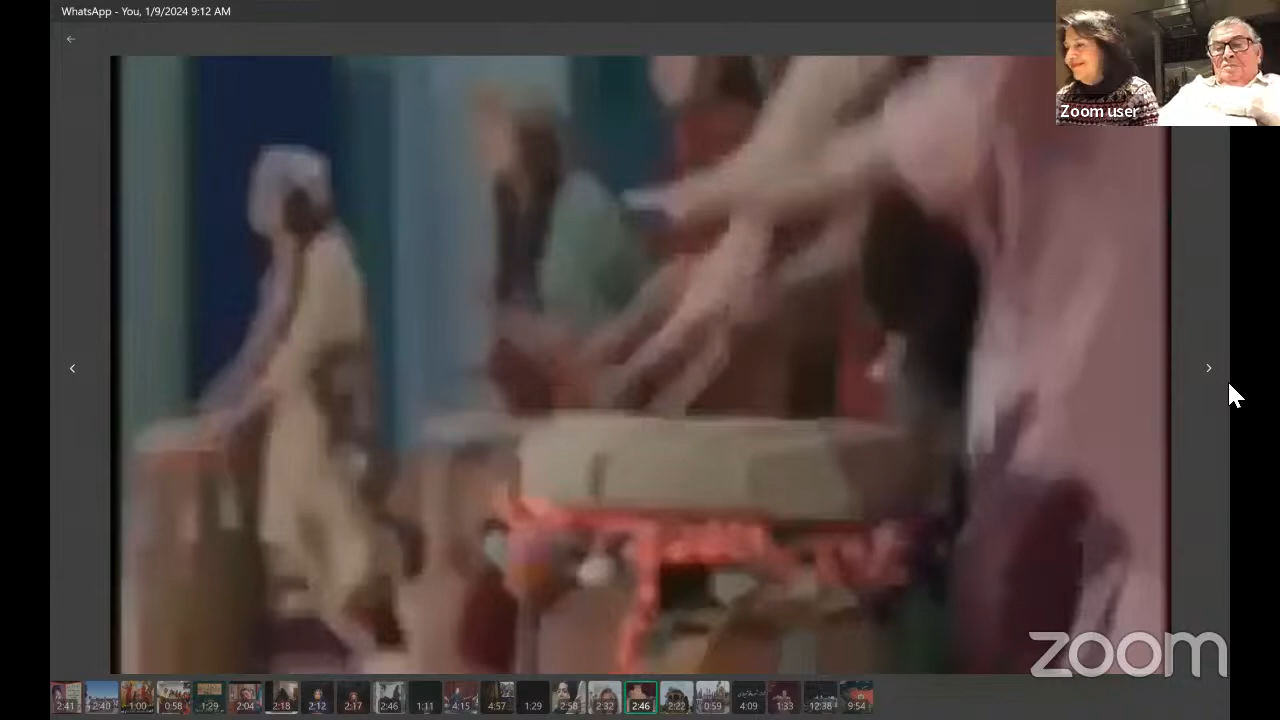 WhatsApp - You, 1/9/2024 9:12 AM
Zoom user
zoom
2:41 2:40 1:00 0:58 1:29 2:04 2:18 2:12 2:17 2:46 1:11 4:15 4:57 1:29 2:58 2:32 2:46 2:22 0:59 4:09 1:33 12:38 9:54